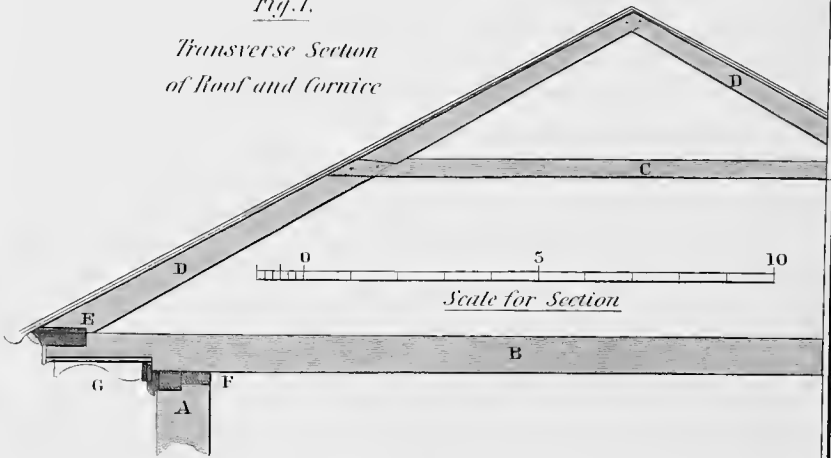 Fig. 1.
Transverse Section
of Roof and Cornice
D
C
D
0 5 10
Scale for Section
E
B
G
F
A